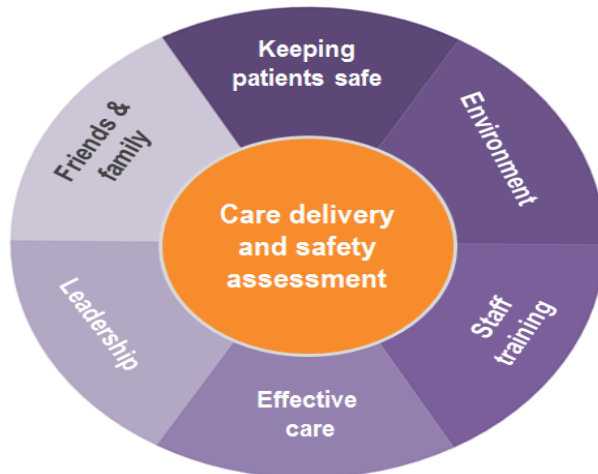 Keeping
patients safe
Environment
Staff
training
Effective
care
Leadership
Friends &
family
Care delivery
and safety
assessment